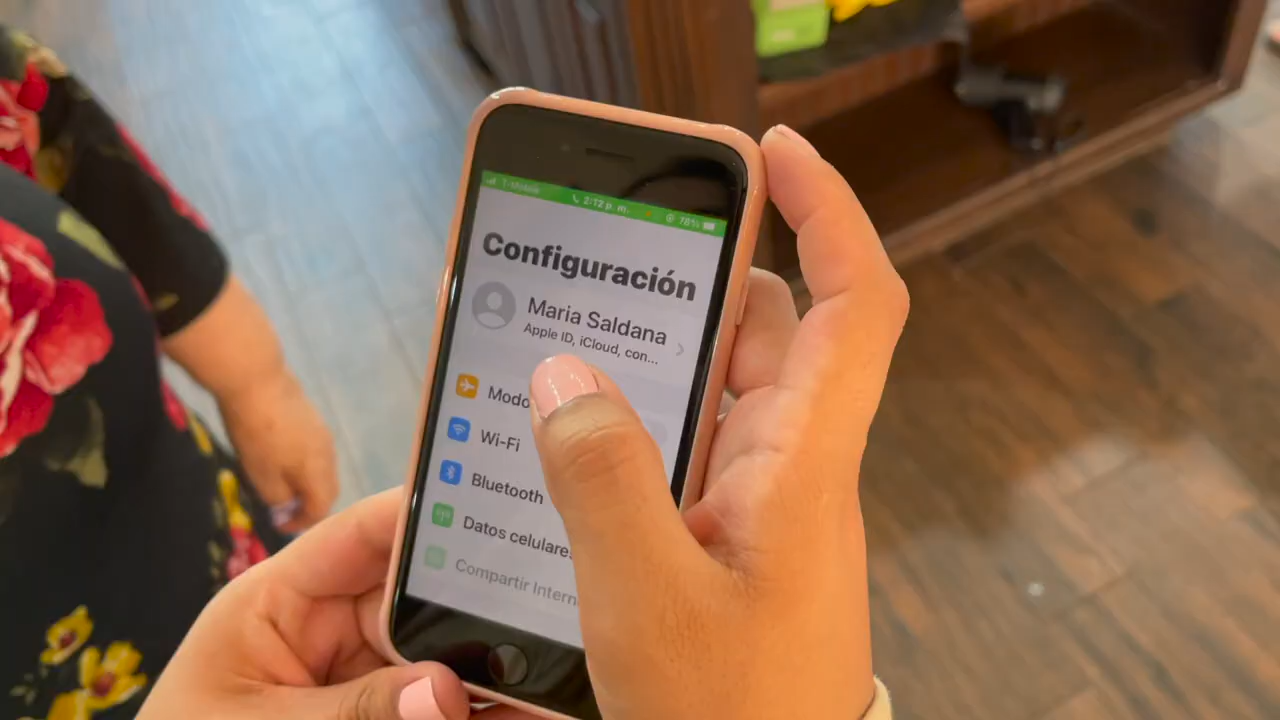 T-Mobile
2:12 p. m.
78%
Configuración
Maria Saldana
Apple ID, iCloud, con...
Modo
Wi-Fi
Bluetooth
Datos celulares
Compartir Intern